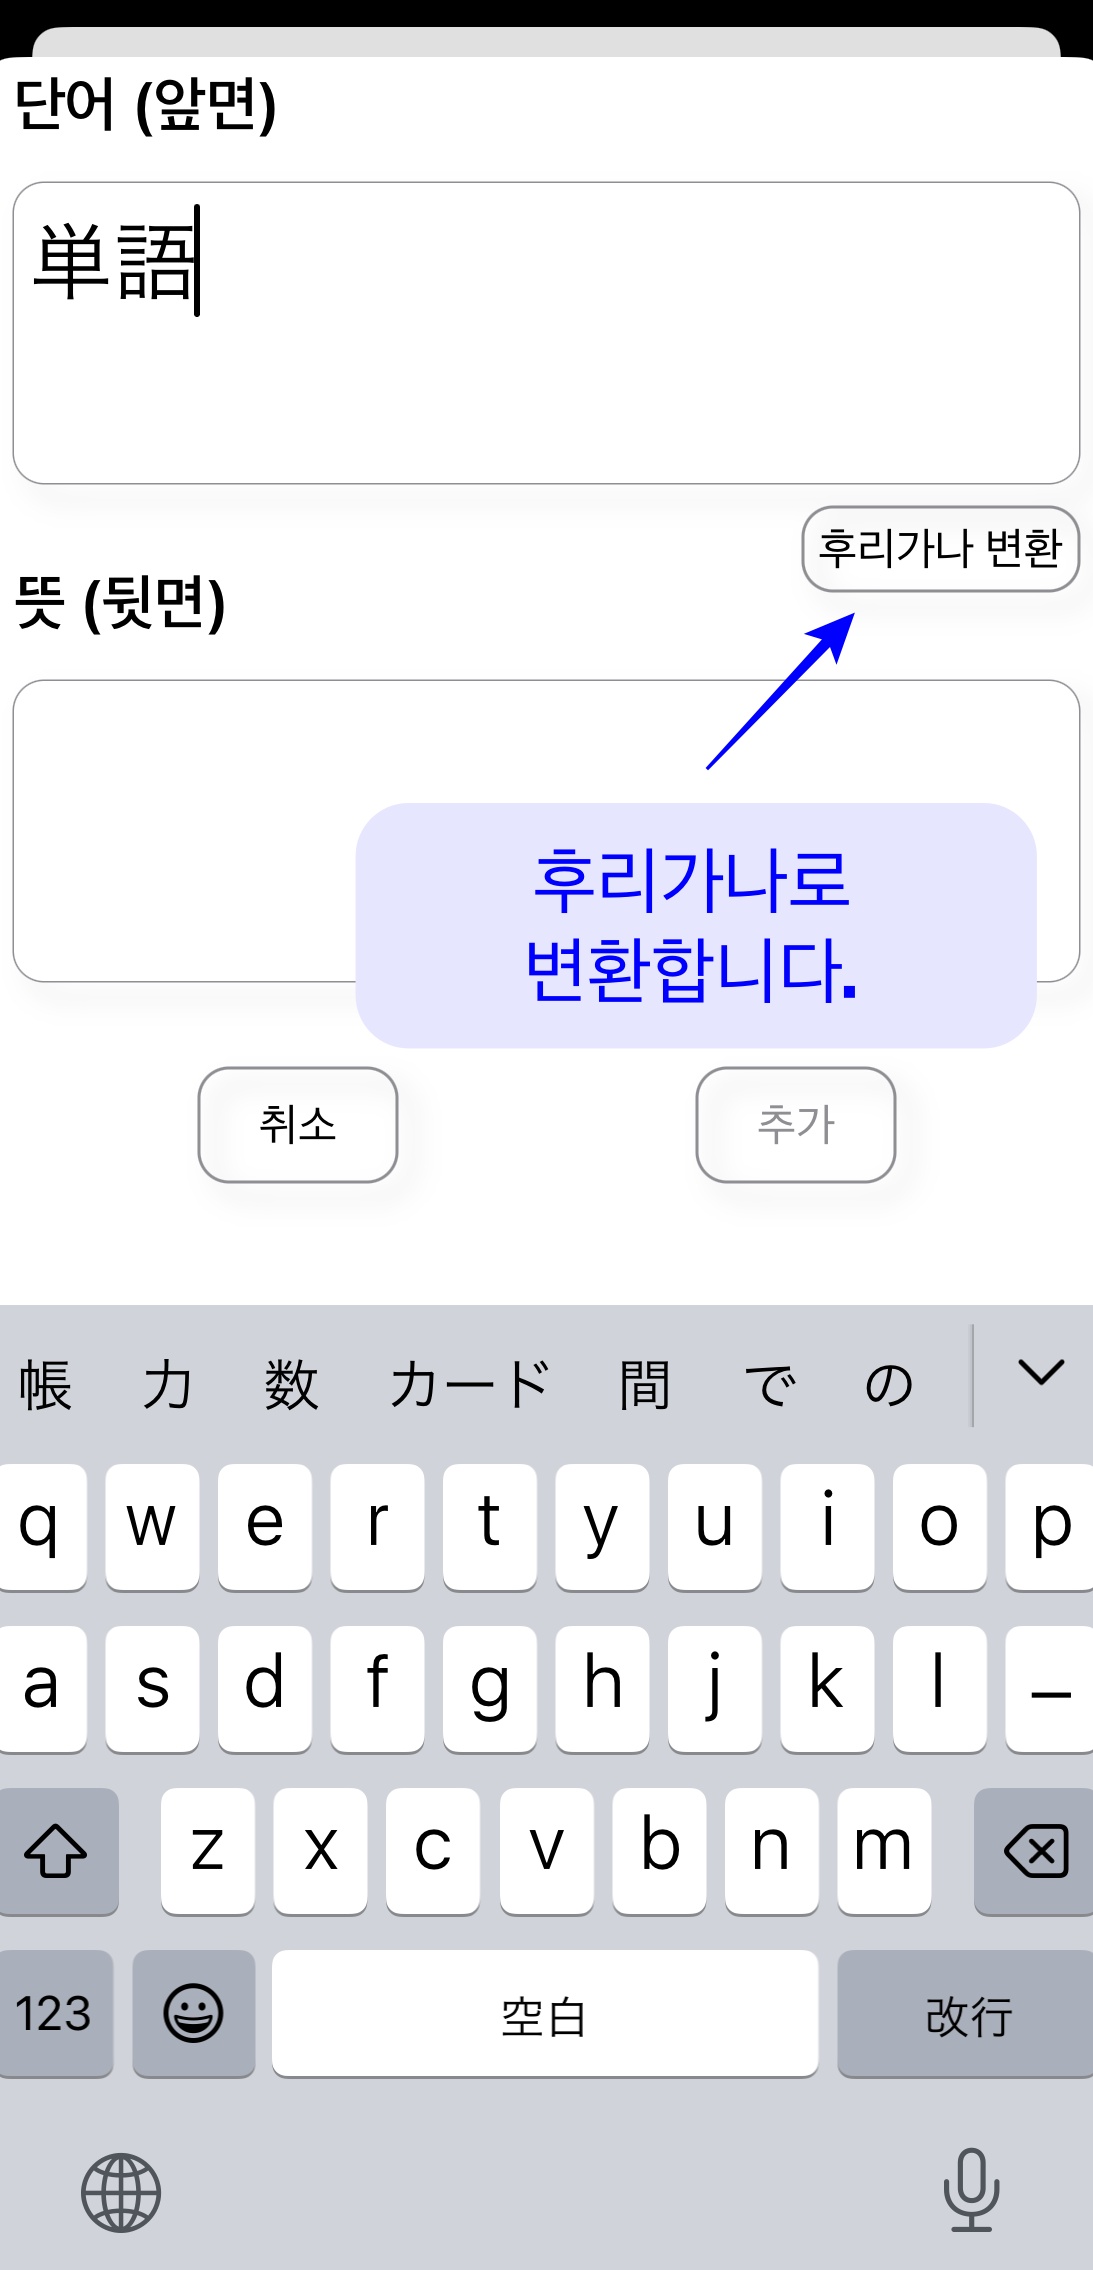 단어 (앞면)
単語
후리가나 변환
뜻 (뒷면)
후리가나로
변환합니다.
취소 추가
帳 力 数 カード 間 で の
q w e r t y u i o p
a s d f g h j k l –
z x c v b n m
123 空白 改行